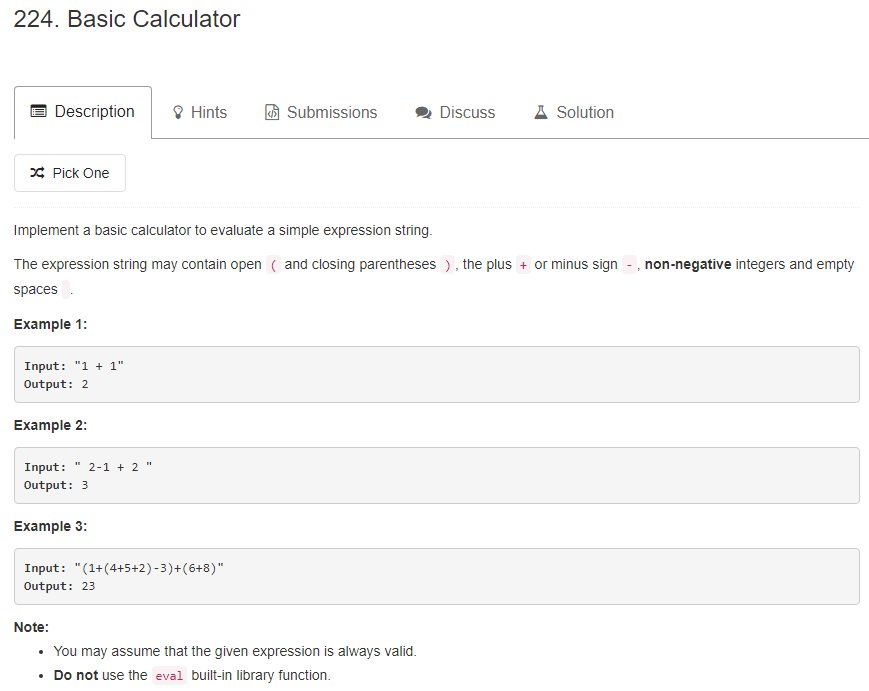 224. Basic Calculator
Description Hints Submissions Discuss Solution
Pick One
Implement a basic calculator to evaluate a simple expression string.
The expression string may contain open ( and closing parentheses ), the plus + or minus sign -, non-negative integers and empty
spaces .
Example 1:
Input: "1 + 1"
Output: 2
Example 2:
Input: " 2-1 + 2 "
Output: 3
Example 3:
Input: "(1+(4+5+2)-3)+(6+8)"
Output: 23
Note:
• You may assume that the given expression is always valid.
• Do not use the eval built-in library function.